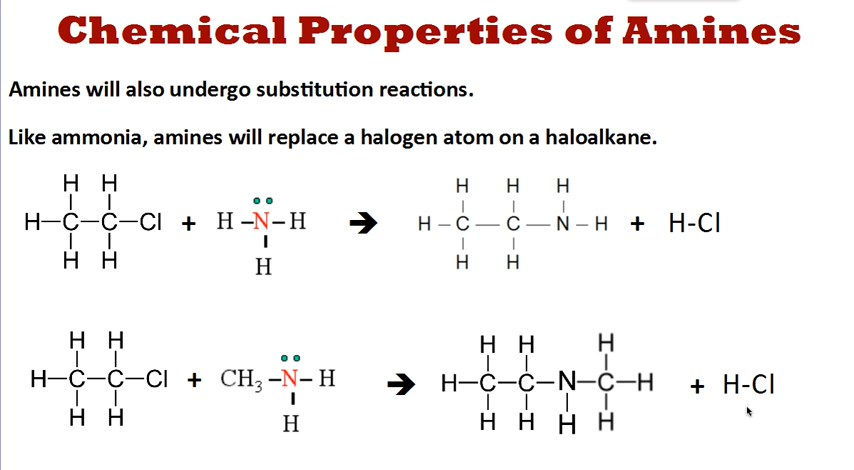 Chemical Properties of Amines
Amines will also undergo substitution reactions.
Like ammonia, amines will replace a halogen atom on a haloalkane.
H H H H H
H–C–C–Cl + H–N–H ➔ H–C–C–N–H + H-Cl
H H H H H
H H H H H
H–C–C–Cl + CH₃–N–H ➔ H–C–C–N–C–H + H-Cl
H H H H H H H